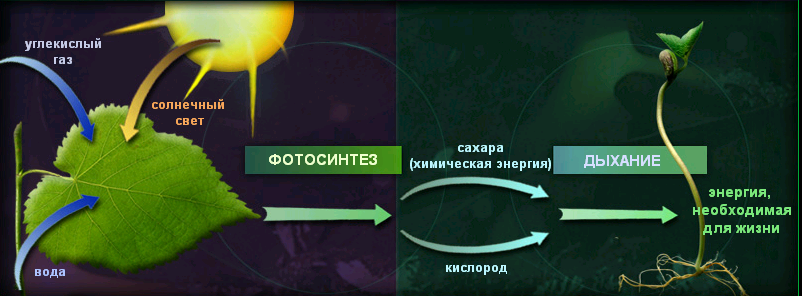 углекислый
газ
солнечный
свет
вода
ФОТОСИНТЕЗ
сахара
(химическая энергия)
кислород
ДЫХАНИЕ
энергия,
необходимая
для жизни